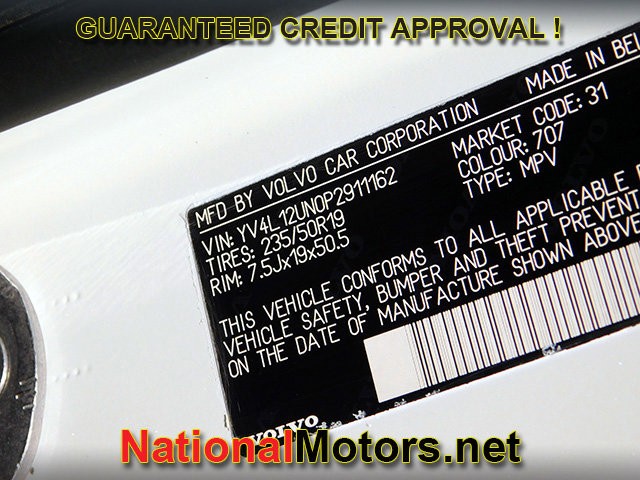 GUARANTEED CREDIT APPROVAL !
MFD BY VOLVO CAR CORPORATION MADE IN BEL
VIN: YV4L12UN0P2911162 MARKET CODE: 31
TIRES: 235/50R19 COLOUR: 707
RIM: 7.5Jx19x50.5 TYPE: MPV
THIS VEHICLE CONFORMS TO ALL APPLICABLE
VEHICLE SAFETY, BUMPER AND THEFT PREVENT
ON THE DATE OF MANUFACTURE SHOWN ABOVE
VOLVO
NationalMotors.net